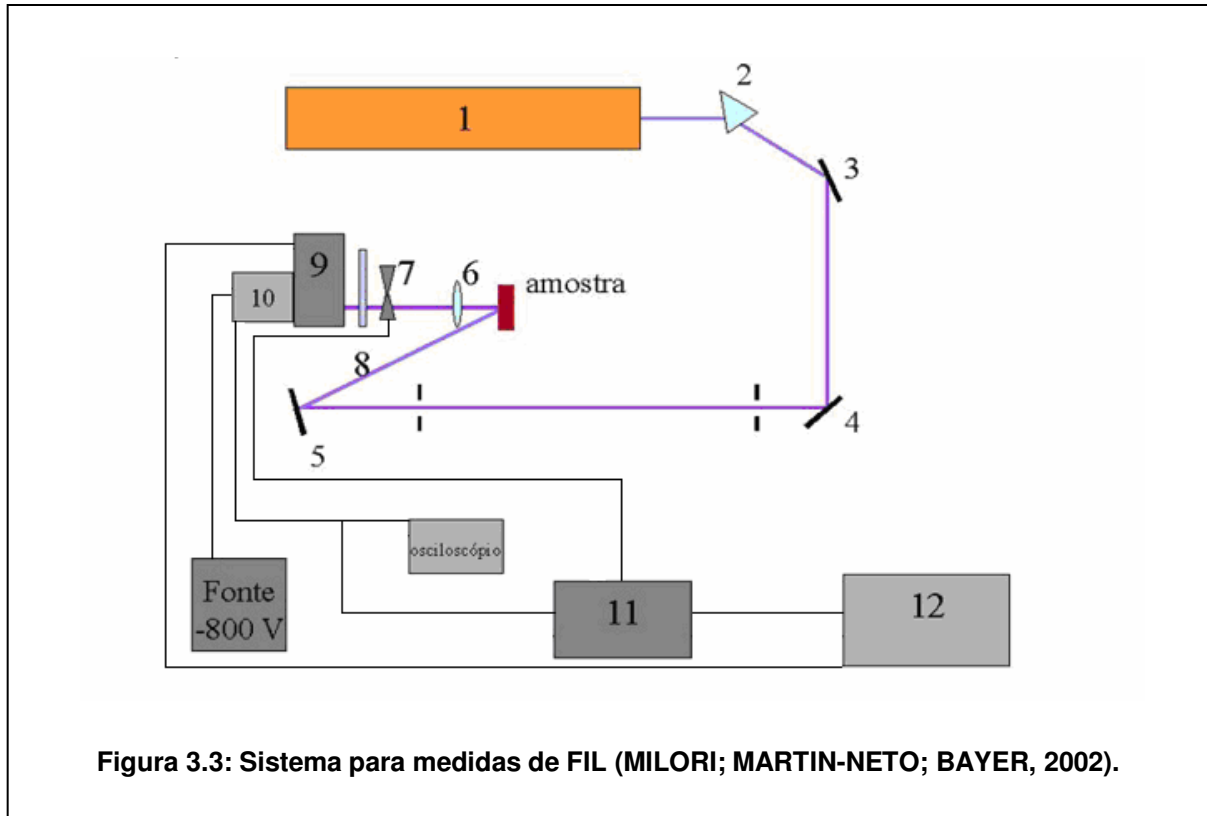 1
2
3
9
7
6
amostra
10
8
4
5
osciloscópio
Fonte
-800 V
11
12
Figura 3.3: Sistema para medidas de FIL (MILORI; MARTIN-NETO; BAYER, 2002).